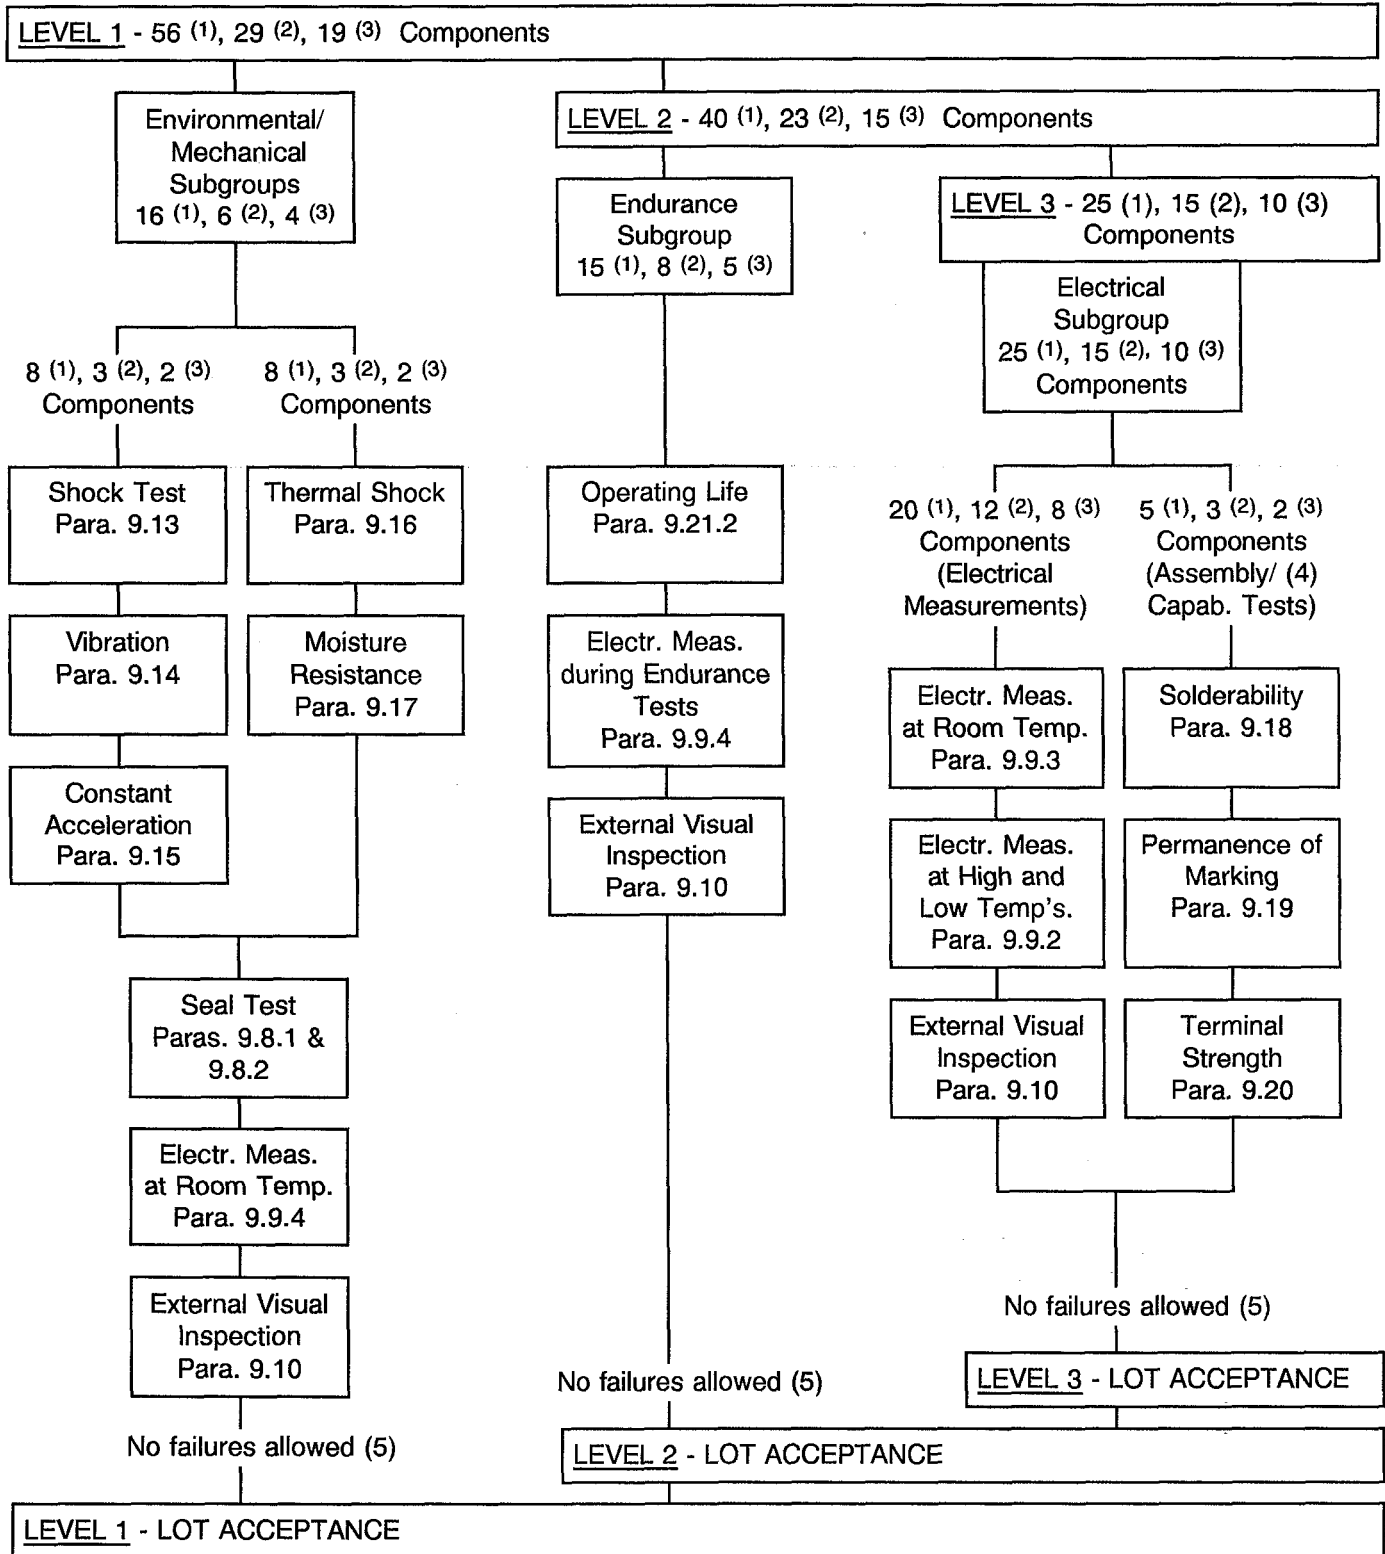 LEVEL 1 - 56 (1), 29 (2), 19 (3) Components
Environmental/
Mechanical
Subgroups
16 (1), 6 (2), 4 (3)
LEVEL 2 - 40 (1), 23 (2), 15 (3) Components
Endurance
Subgroup
15 (1), 8 (2), 5 (3)
LEVEL 3 - 25 (1), 15 (2), 10 (3)
Components
Electrical
Subgroup
25 (1), 15 (2), 10 (3)
Components
8 (1), 3 (2), 2 (3)
Components
8 (1), 3 (2), 2 (3)
Components
Shock Test
Para. 9.13
Vibration
Para. 9.14
Constant
Acceleration
Para. 9.15
Thermal Shock
Para. 9.16
Moisture
Resistance
Para. 9.17
Seal Test
Paras. 9.8.1 &
9.8.2
Electr. Meas.
at Room Temp.
Para. 9.9.4
External Visual
Inspection
Para. 9.10
No failures allowed (5)
Operating Life
Para. 9.21.2
Electr. Meas.
during Endurance
Tests
Para. 9.9.4
External Visual
Inspection
Para. 9.10
No failures allowed (5)
20 (1), 12 (2), 8 (3)
Components
(Electrical
Measurements)
Electr. Meas.
at Room Temp.
Para. 9.9.3
Electr. Meas.
at High and
Low Temp's.
Para. 9.9.2
External Visual
Inspection
Para. 9.10
5 (1), 3 (2), 2 (3)
Components
(Assembly/ (4)
Capab. Tests)
Solderability
Para. 9.18
Permanence of
Marking
Para. 9.19
Terminal
Strength
Para. 9.20
No failures allowed (5)
LEVEL 3 - LOT ACCEPTANCE
LEVEL 2 - LOT ACCEPTANCE
LEVEL 1 - LOT ACCEPTANCE